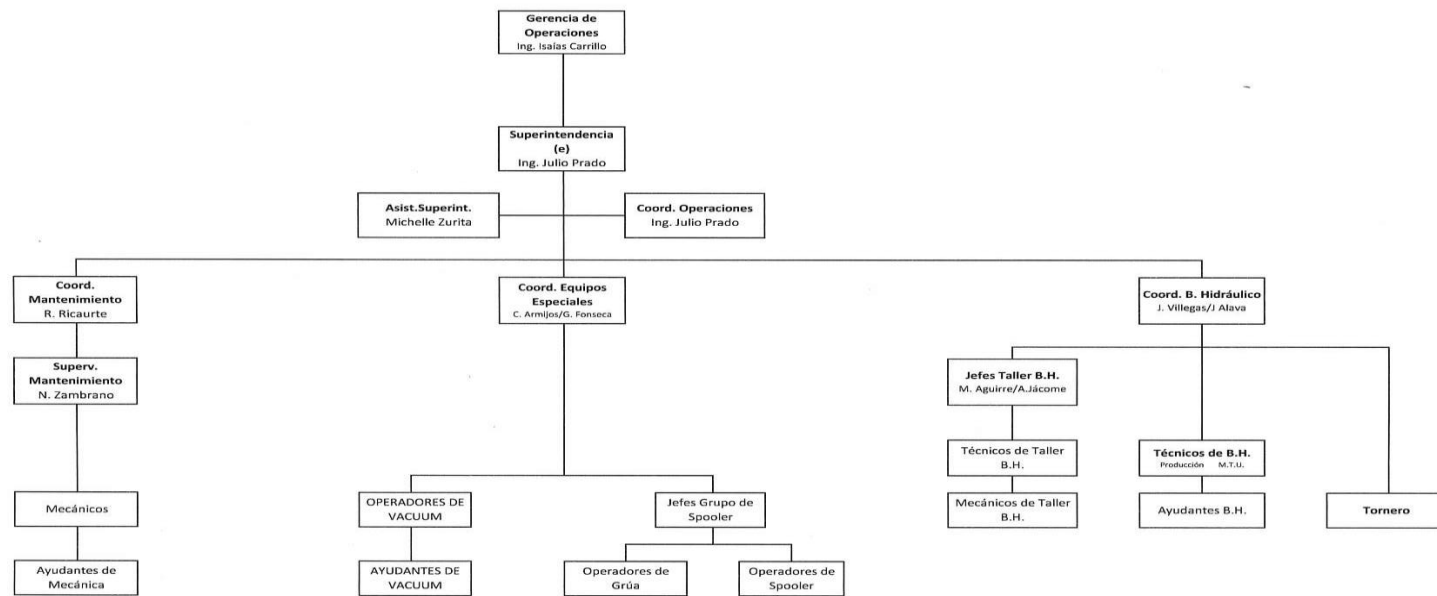 Gerencia de
Operaciones
Ing. Isaías Carrillo
Superintendencia
(e)
Ing. Julio Prado
Asist.Superint.
Michelle Zurita
Coord. Operaciones
Ing. Julio Prado
Coord.
Mantenimiento
R. Ricaurte
Coord. Equipos
Especiales
C. Armijos/G. Fonseca
Coord. B. Hidráulico
J. Villegas/J Alava
Superv.
Mantenimiento
N. Zambrano
Jefes Taller B.H.
M. Aguirre/A.Jácome
Técnicos de Taller
B.H.
Técnicos de B.H.
Producción M.T.U.
Mecánicos
OPERADORES DE
VACUUM
Jefes Grupo de
Spooler
Mecánicos de Taller
B.H.
Ayudantes B.H.
Tornero
Ayudantes de
Mecánica
AYUDANTES DE
VACUUM
Operadores de
Grúa
Operadores de
Spooler